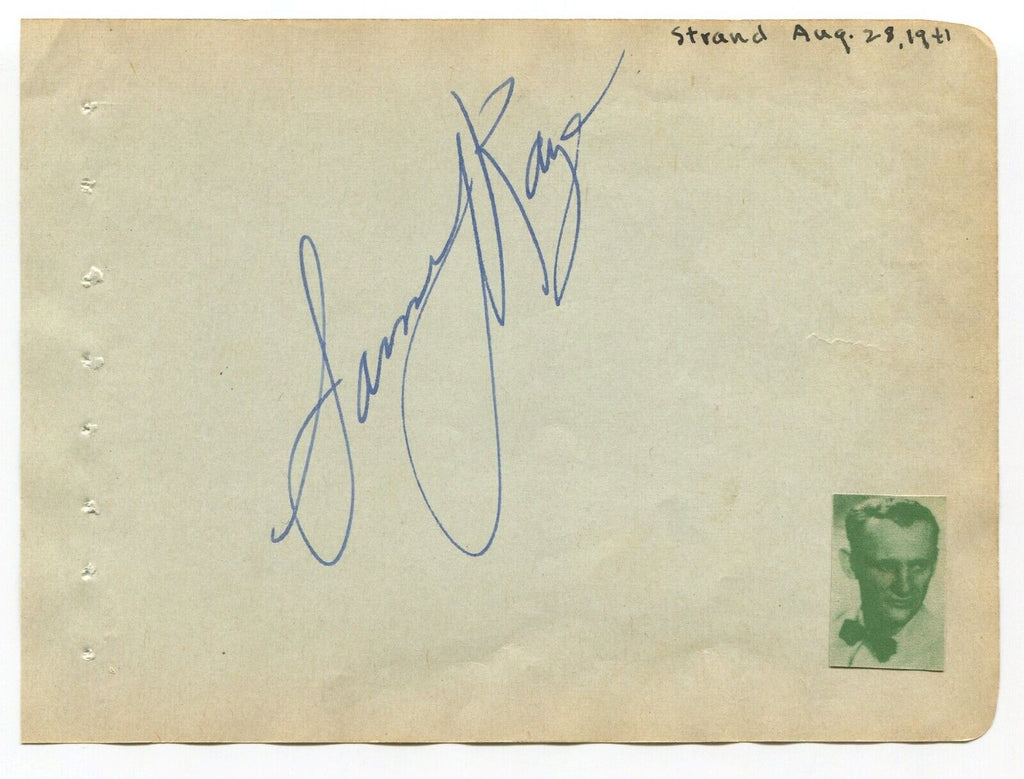 Strand Aug. 28, 1941
Sammy Kaye